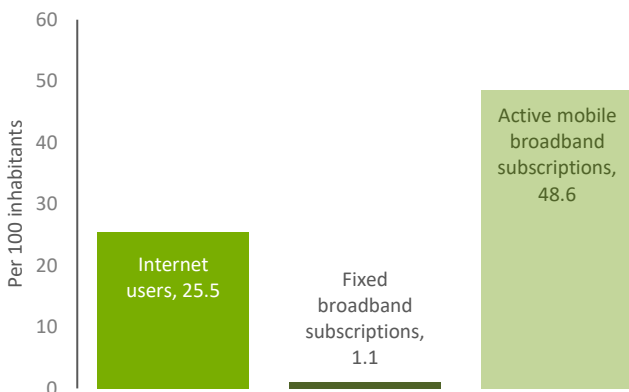 60
50
40
30
20
10
0
Per 100 inhabitants
Internet
users, 25.5
Fixed
broadband
subscriptions,
1.1
Active mobile
broadband
subscriptions,
48.6